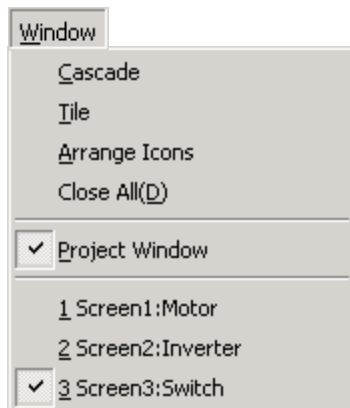 Window
Cascade
Tile
Arrange Icons
Close All(D)
Project Window
1 Screen1:Motor
2 Screen2:Inverter
3 Screen3:Switch